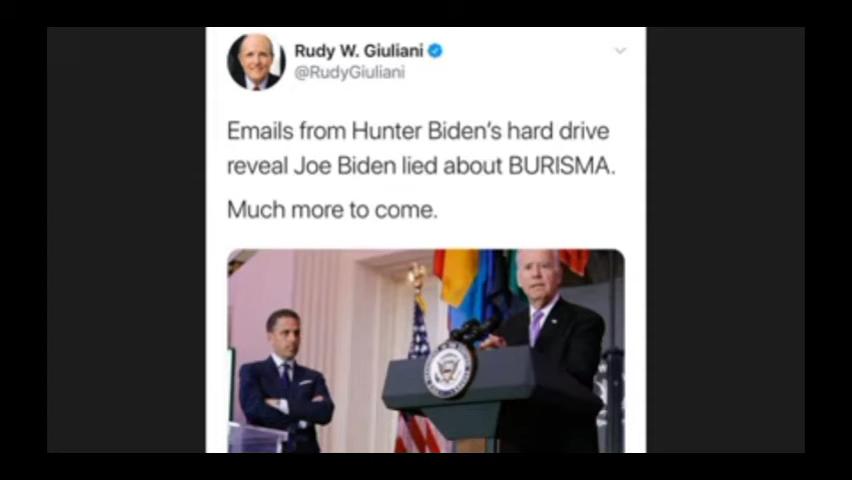 Rudy W. Giuliani
@RudyGiuliani
Emails from Hunter Biden's hard drive
reveal Joe Biden lied about BURISMA.
Much more to come.